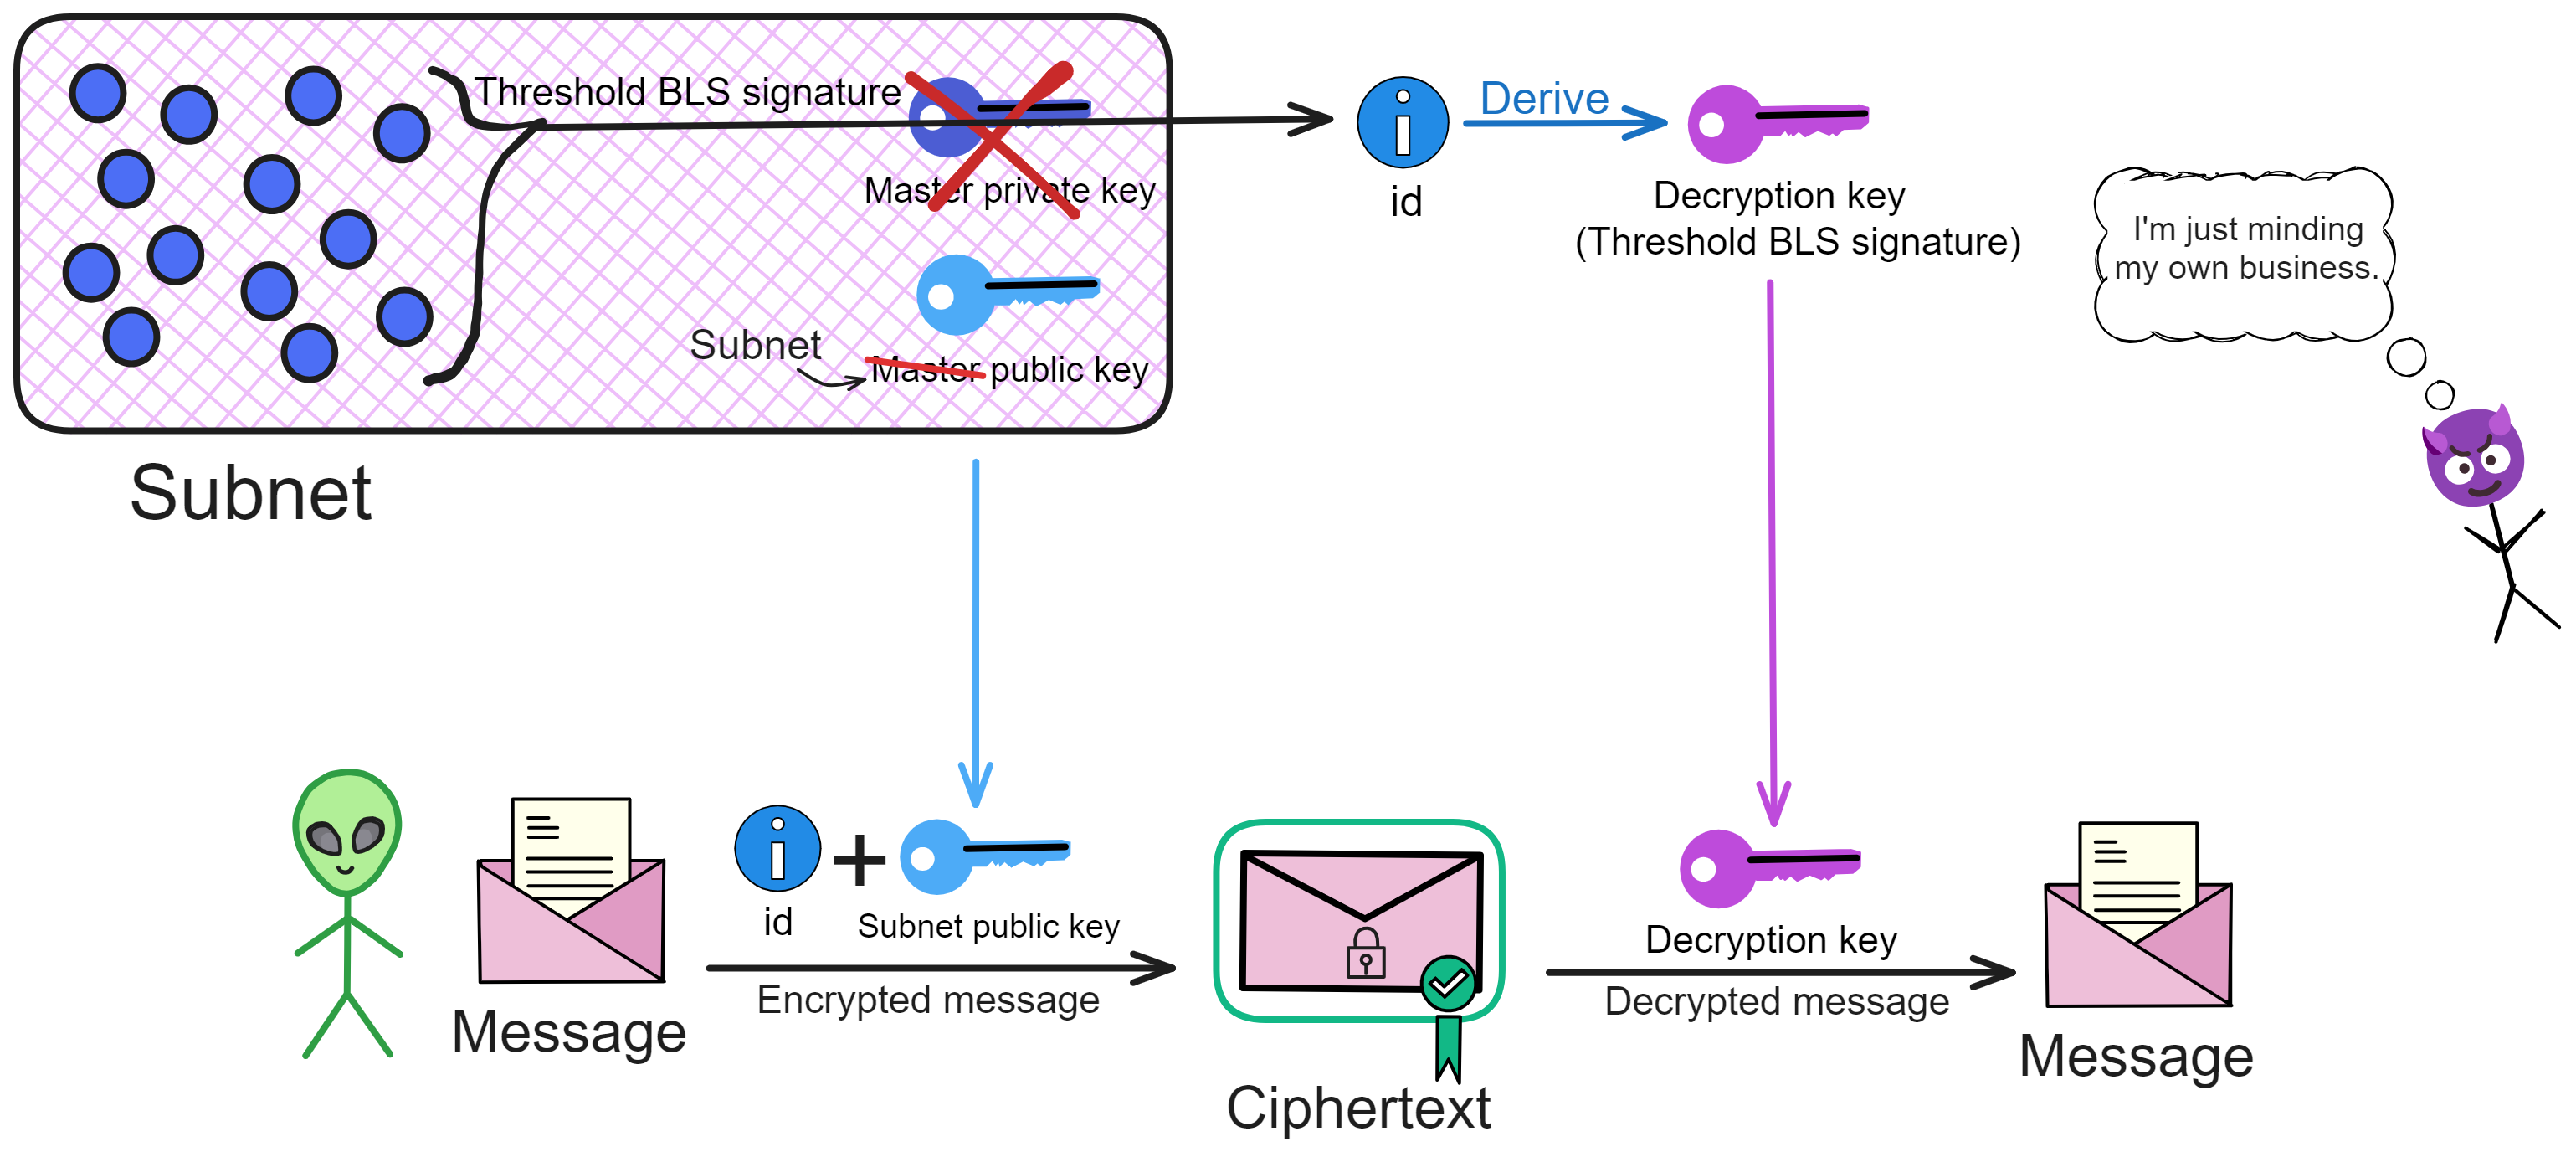 Threshold BLS signature
Master private key
Subnet
Master public key
Subnet
id
Derive
Decryption key
(Threshold BLS signature)
I'm just minding
my own business.
Message
id
+
Subnet public key
Encrypted message
Ciphertext
Decryption key
Decrypted message
Message